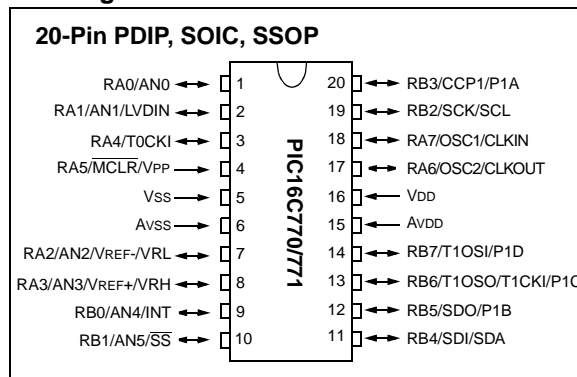 20-Pin PDIP, SOIC, SSOP
RA0/AN0 1 20 RB3/CCP1/P1A
RA1/AN1/LVDIN 2 19 RB2/SCK/SCL
RA4/T0CKI 3 18 RA7/OSC1/CLKIN
RA5/MCLR/VPP 4 17 RA6/OSC2/CLKOUT
VSS 5 16 VDD
AVSS 6 15 AVDD
RA2/AN2/VREF-/VRL 7 14 RB7/T1OSI/P1D
RA3/AN3/VREF+/VRH 8 13 RB6/T1OSO/T1CKI/P1C
RB0/AN4/INT 9 12 RB5/SDO/P1B
RB1/AN5/SS 10 11 RB4/SDI/SDA
PIC16C770/771